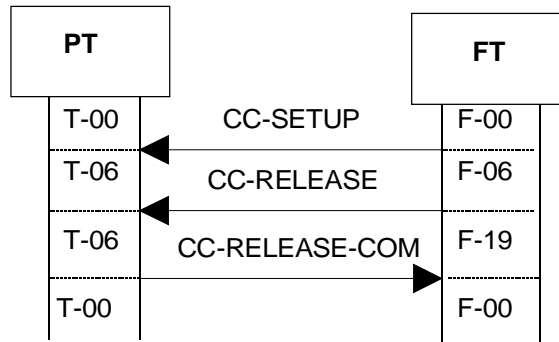 PT
FT
T-00 CC-SETUP F-00
T-06 CC-RELEASE F-06
T-06 CC-RELEASE-COM F-19
T-00 F-00